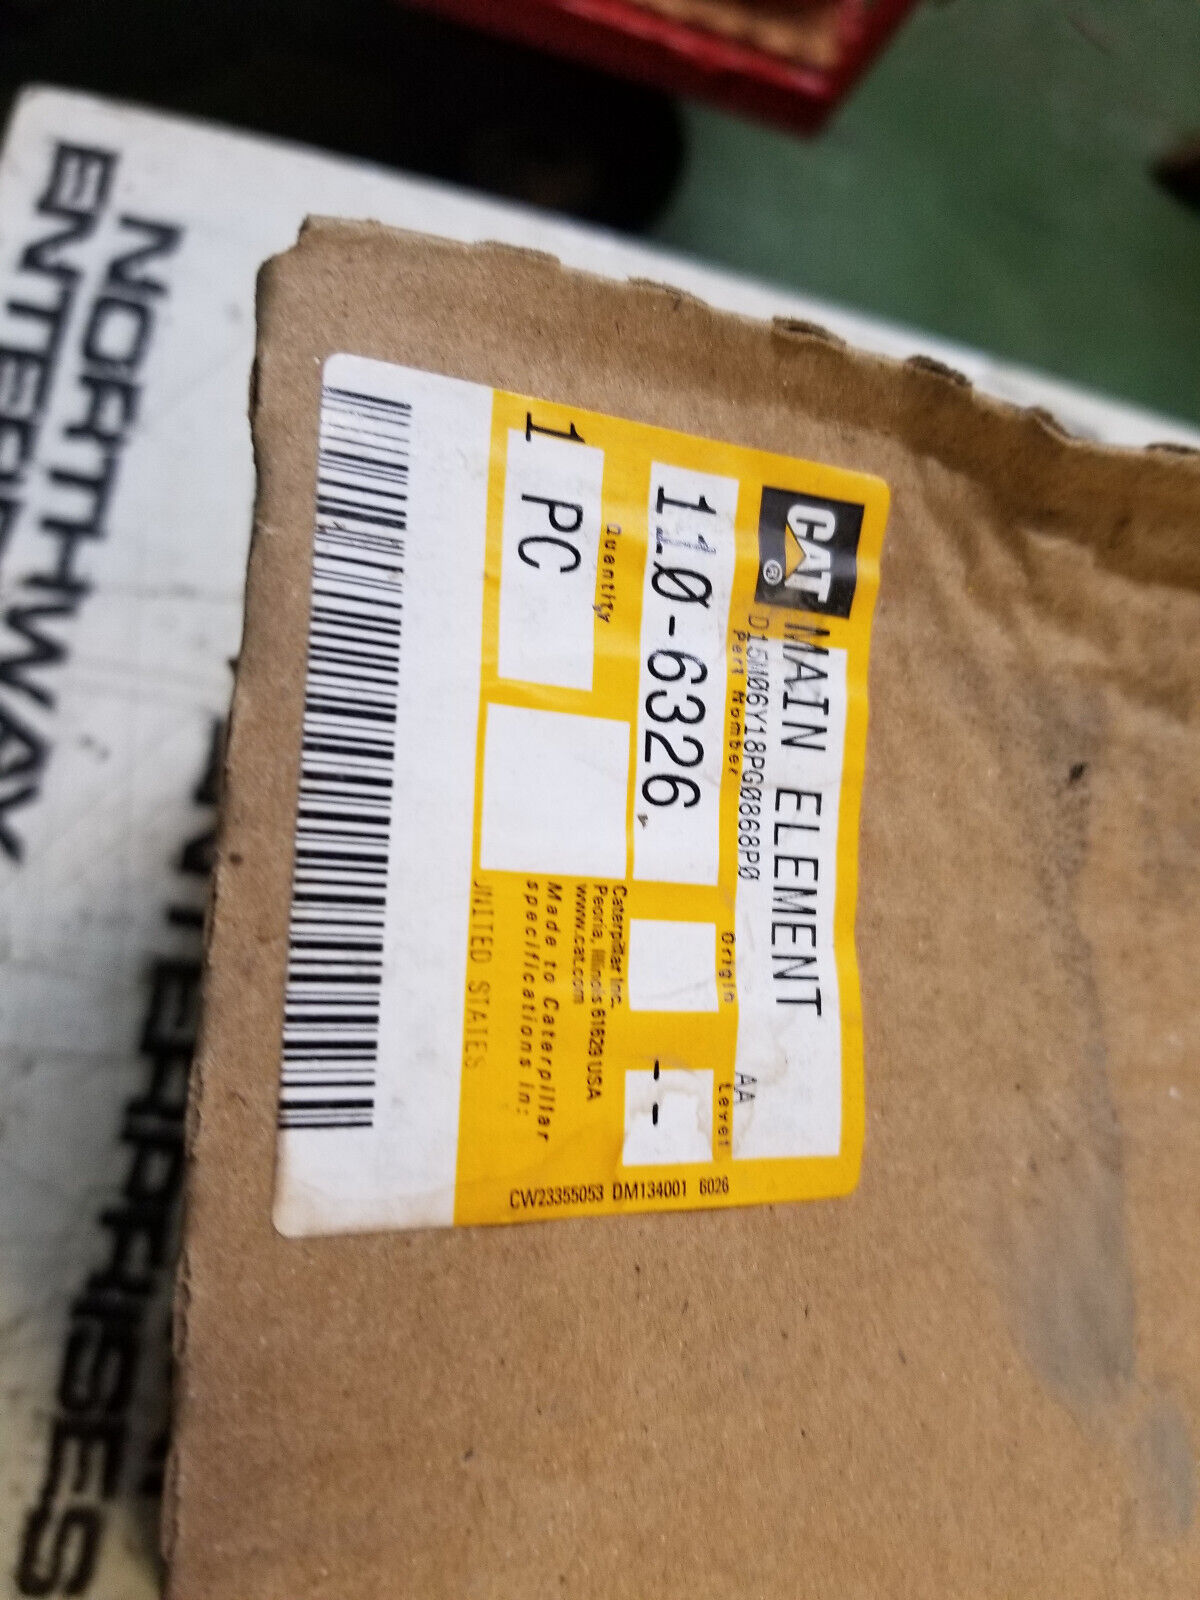 CAT®
MAIN ELEMENT
D15W06Y18PG0868P0
AA
Part Number
Origin
Level
110-6326
--
Quantity
1 PC
Caterpillar Inc.
Peoria, Illinois 61629 USA
www.cat.com
Made to Caterpillar
specifications in:
UNITED STATES
CW23355053 DM134001 6026
NORTHWAY
ENTERPRISES